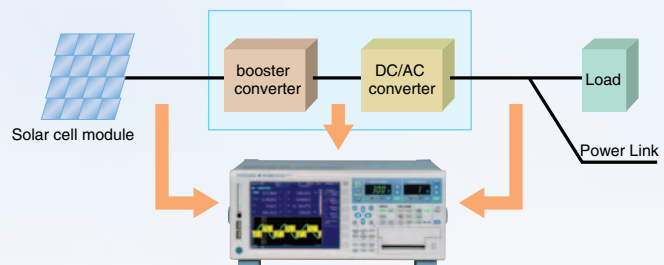 booster
converter
DC/AC
converter
Load
Solar cell module
Power Link